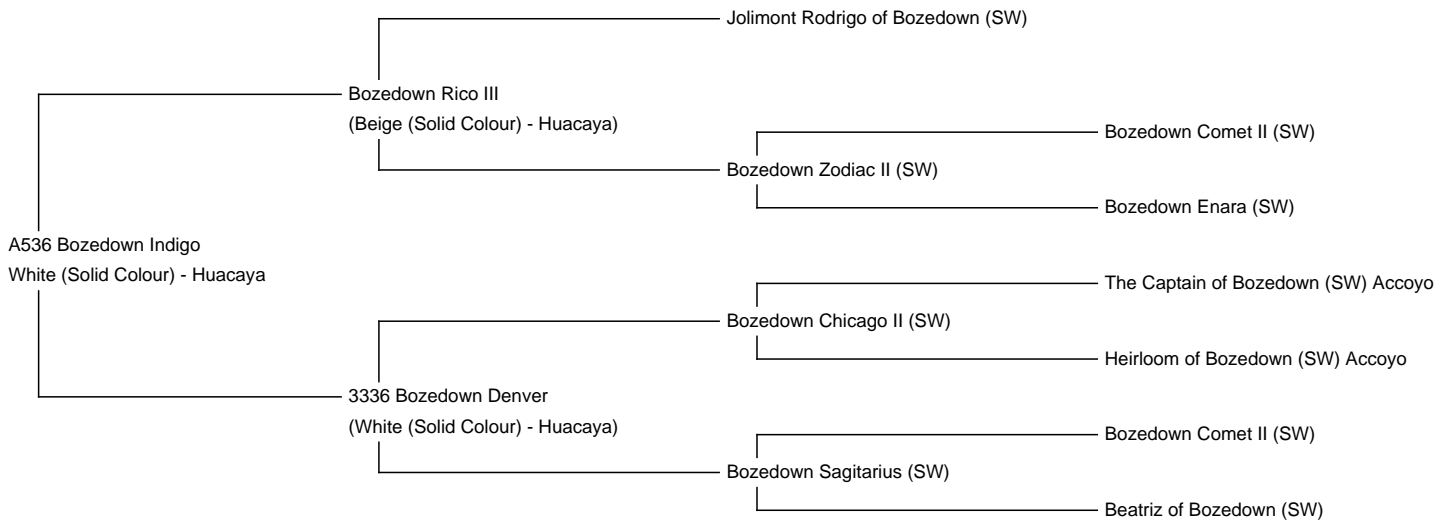 Jolimont Rodrigo of Bozedown (SW)
Bozedown Rico III
(Beige (Solid Colour) - Huacaya)
Bozedown Comet II (SW)
Bozedown Zodiac II (SW)
Bozedown Enara (SW)
A536 Bozedown Indigo
White (Solid Colour) - Huacaya
The Captain of Bozedown (SW) Accoyo
Bozedown Chicago II (SW)
Heirloom of Bozedown (SW) Accoyo
3336 Bozedown Denver
(White (Solid Colour) - Huacaya)
Bozedown Comet II (SW)
Bozedown Sagitarius (SW)
Beatriz of Bozedown (SW)